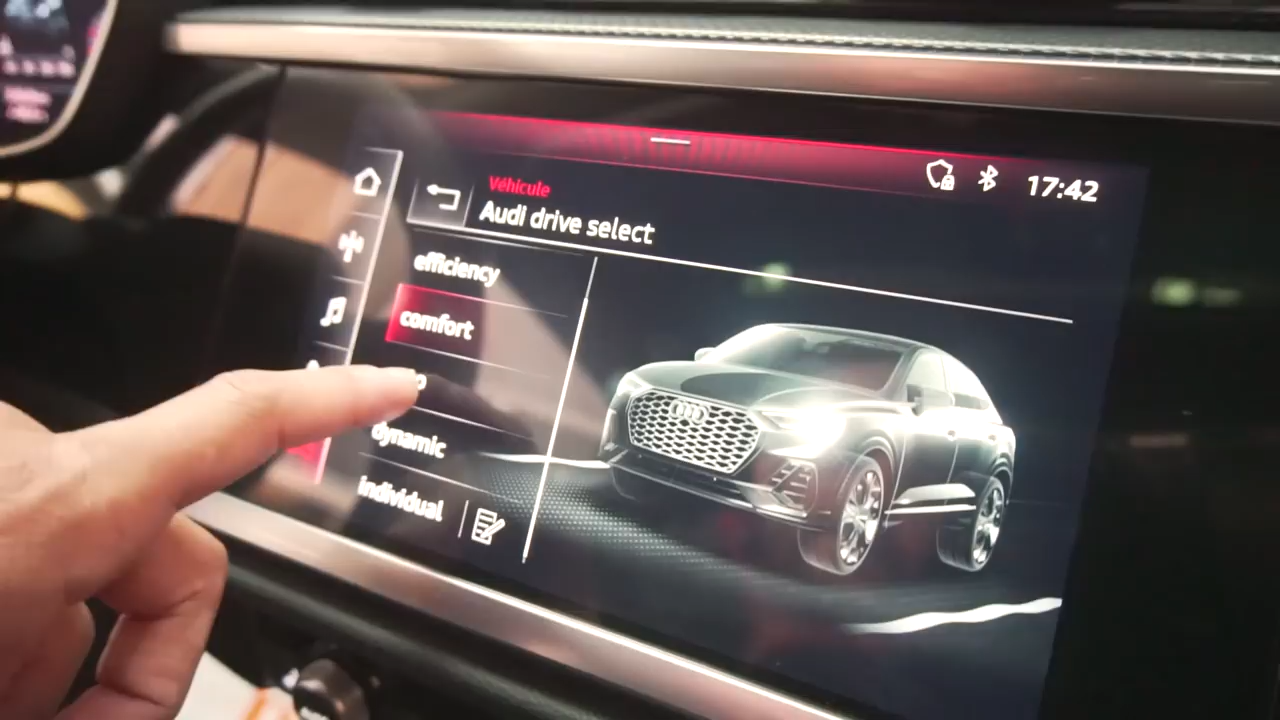 17:42
Véhicule
Audi drive select
efficiency
comfort
dynamic
individual